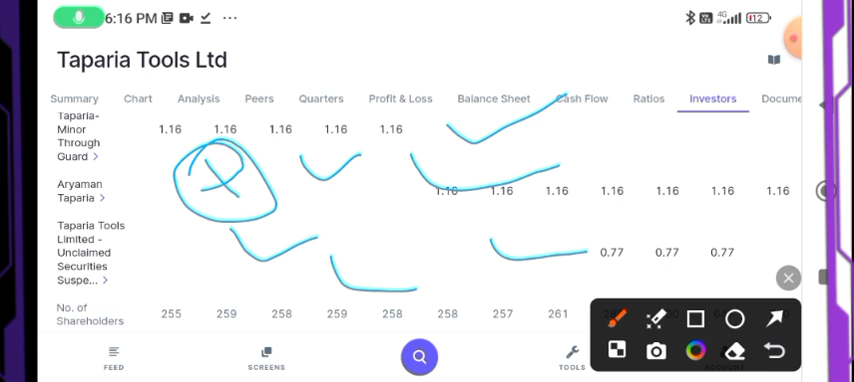 6:16 PM ...
4G 12
Taparia Tools Ltd
Summary Chart Analysis Peers Quarters Profit & Loss Balance Sheet Cash Flow Ratios Investors Docume
Taparia-
Minor
Through
Guard >
1.16 1.16 1.16 1.16 1.16
Aryaman
Taparia >
1.16 1.16 1.16 1.16 1.16 1.16
Taparia Tools
Limited -
Unclaimed
Securities
Suspe... >
0.77 0.77 0.77
No. of
Shareholders
255 259 258 259 258 258 257 261
FEED SCREENS TOOLS